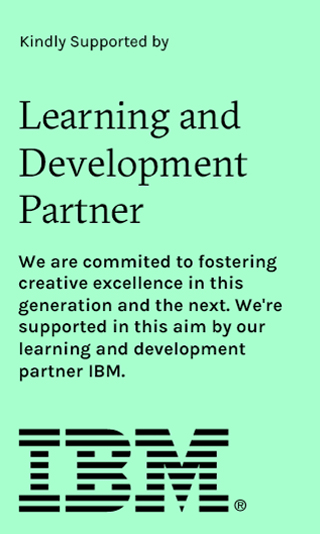 Kindly Supported by
Learning and
Development
Partner
We are commited to fostering
creative excellence in this
generation and the next. We're
supported in this aim by our
learning and development
partner IBM.
IBM®